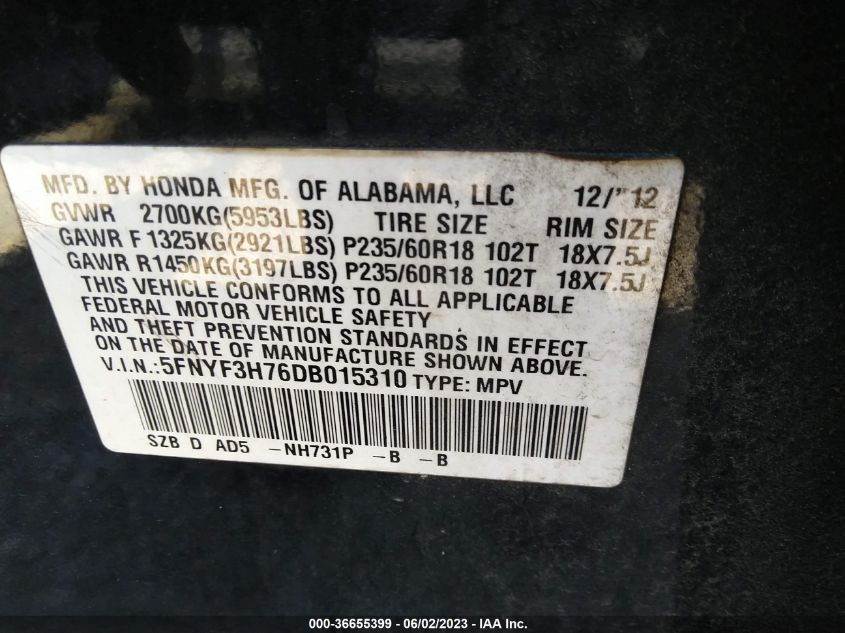 MFD. BY HONDA MFG. OF ALABAMA, LLC 12/'12
GVWR 2700KG(5953LBS) TIRE SIZE RIM SIZE
GAWR F 1325KG(2921LBS) P235/60R18 102T 18X7.5J
GAWR R1450KG(3197LBS) P235/60R18 102T 18X7.5J
THIS VEHICLE CONFORMS TO ALL APPLICABLE
FEDERAL MOTOR VEHICLE SAFETY
AND THEFT PREVENTION STANDARDS IN EFFECT
ON THE DATE OF MANUFACTURE SHOWN ABOVE.
V.I.N.:5FNYF3H76DB015310 TYPE: MPV
SZB D AD5 -NH731P -B -B
000-36655399 - 06/02/2023 - © IAA Inc.